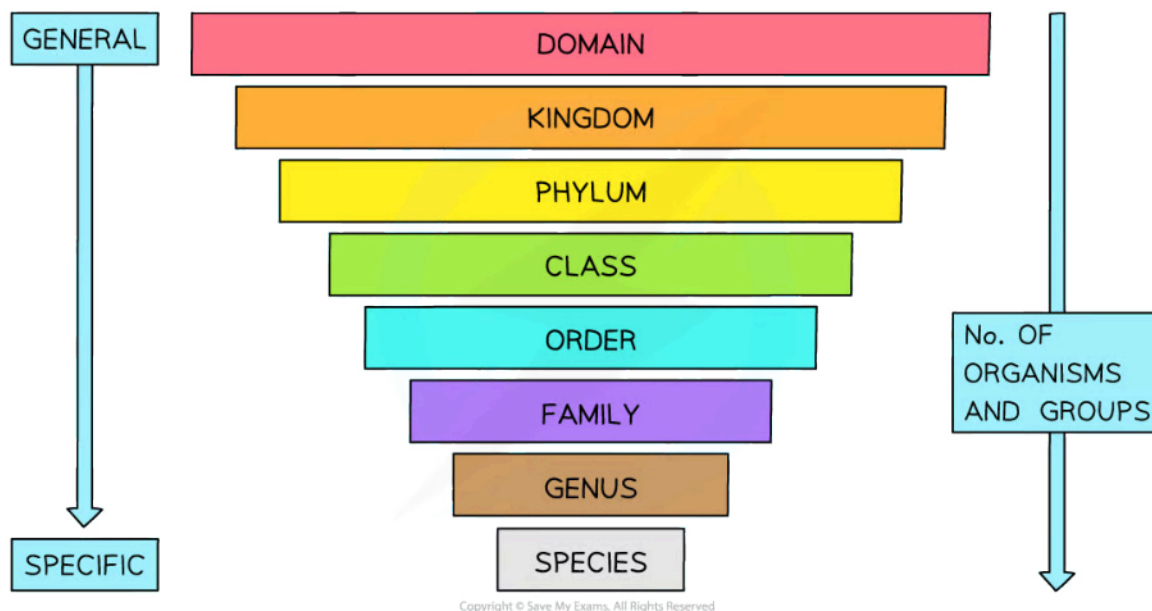 GENERAL
DOMAIN
KINGDOM
PHYLUM
CLASS
ORDER
No. OF
ORGANISMS
AND GROUPS
FAMILY
GENUS
SPECIES
SPECIFIC
Copyright © Save My Exams. All Rights Reserved